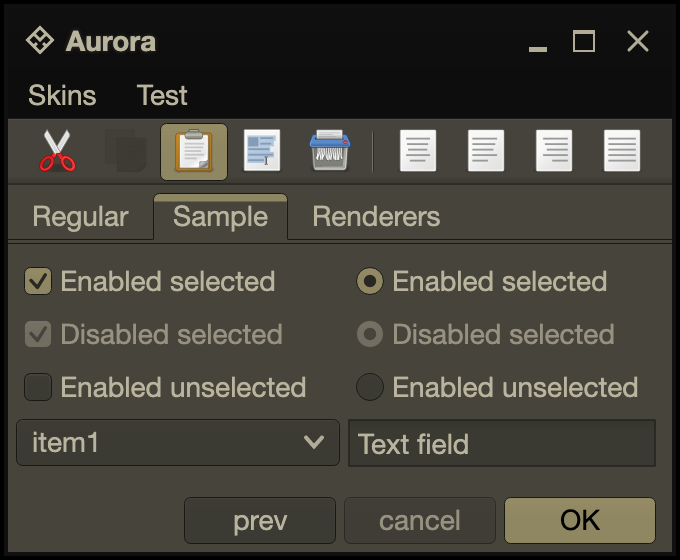 Aurora
Skins Test
Regular Sample Renderers
Enabled selected Enabled selected
Disabled selected Disabled selected
Enabled unselected Enabled unselected
item1 Text field
prev cancel OK